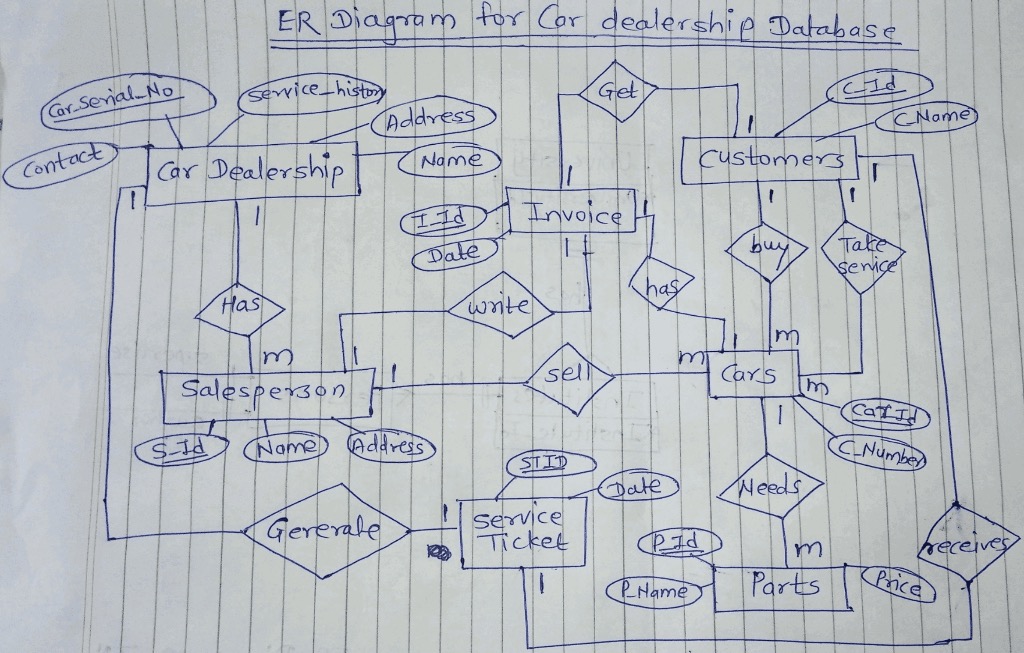 ER Diagram for Car dealership Database
Car_Serial_No
service_history
Address
Contact
Car Dealership
Name
1
1
Get
C_Id
C_Name
1
Customers
1
1
1
1
I_Id
Invoice
1
Date
1
1
buy
Take
service
has
Has
write
m
1
1
m
m
Salesperson
1
sell
Cars
m
S_Id
Name
Address
1
Car_Id
C_Number
STID
Date
Needs
Gererate
1
service
Ticket
P_Id
m
receives
1
P_Name
Parts
Price